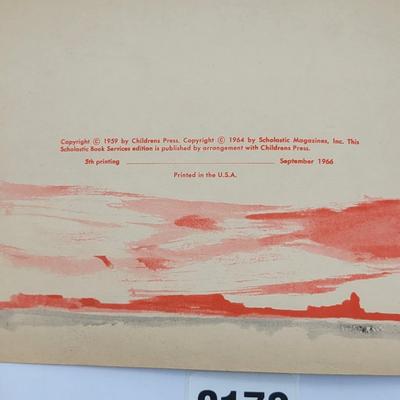 Copyright © 1959 by Childrens Press. Copyright © 1964 by Scholastic Magazines, Inc. This
Scholastic Book Services edition is published by arrangement with Childrens Press.
5th printing September 1966
Printed in the U.S.A.